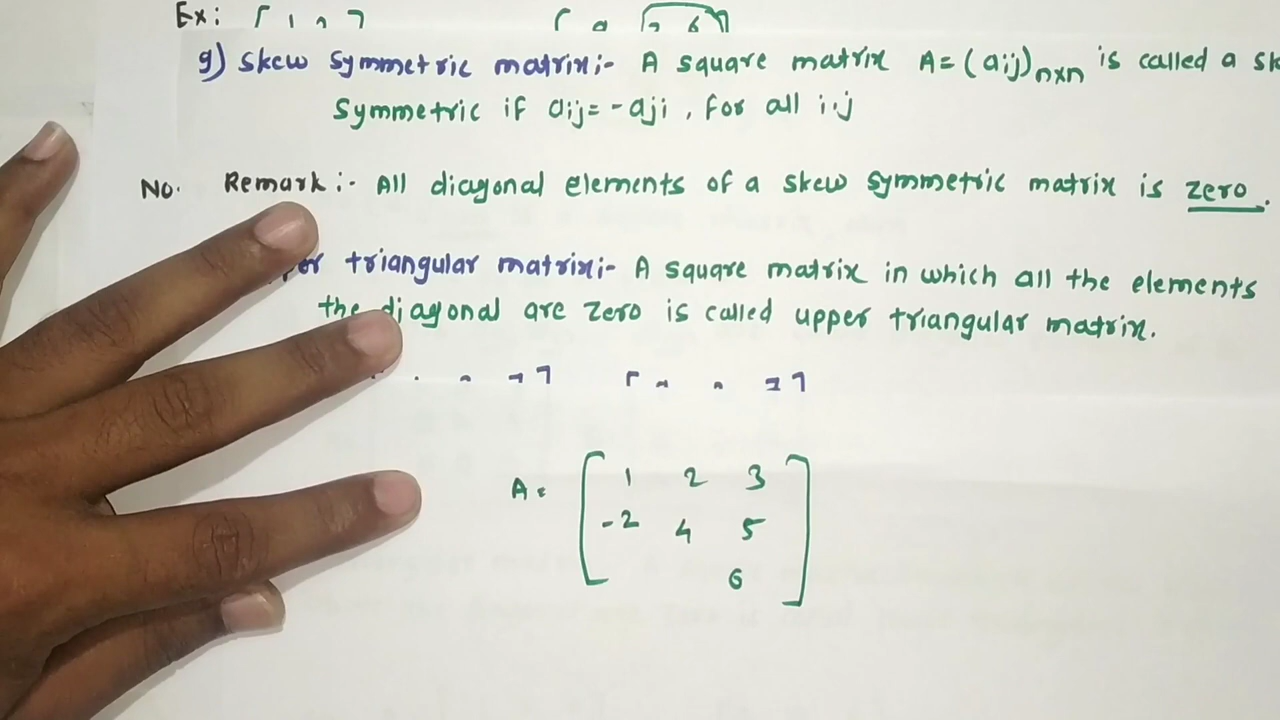 Ex:
g) Skew Symmetric matrix:- A square matrix A=(aij)nxn is called a sk
Symmetric if aij= -aji , for all i,j
No. Remark:- All diagonal elements of a skew symmetric matrix is zero.
per triangular matrix:- A square matrix in which all the elements
the diagonal are zero is called upper triangular matrix.
A= 1 2 3
-2 4 5
6